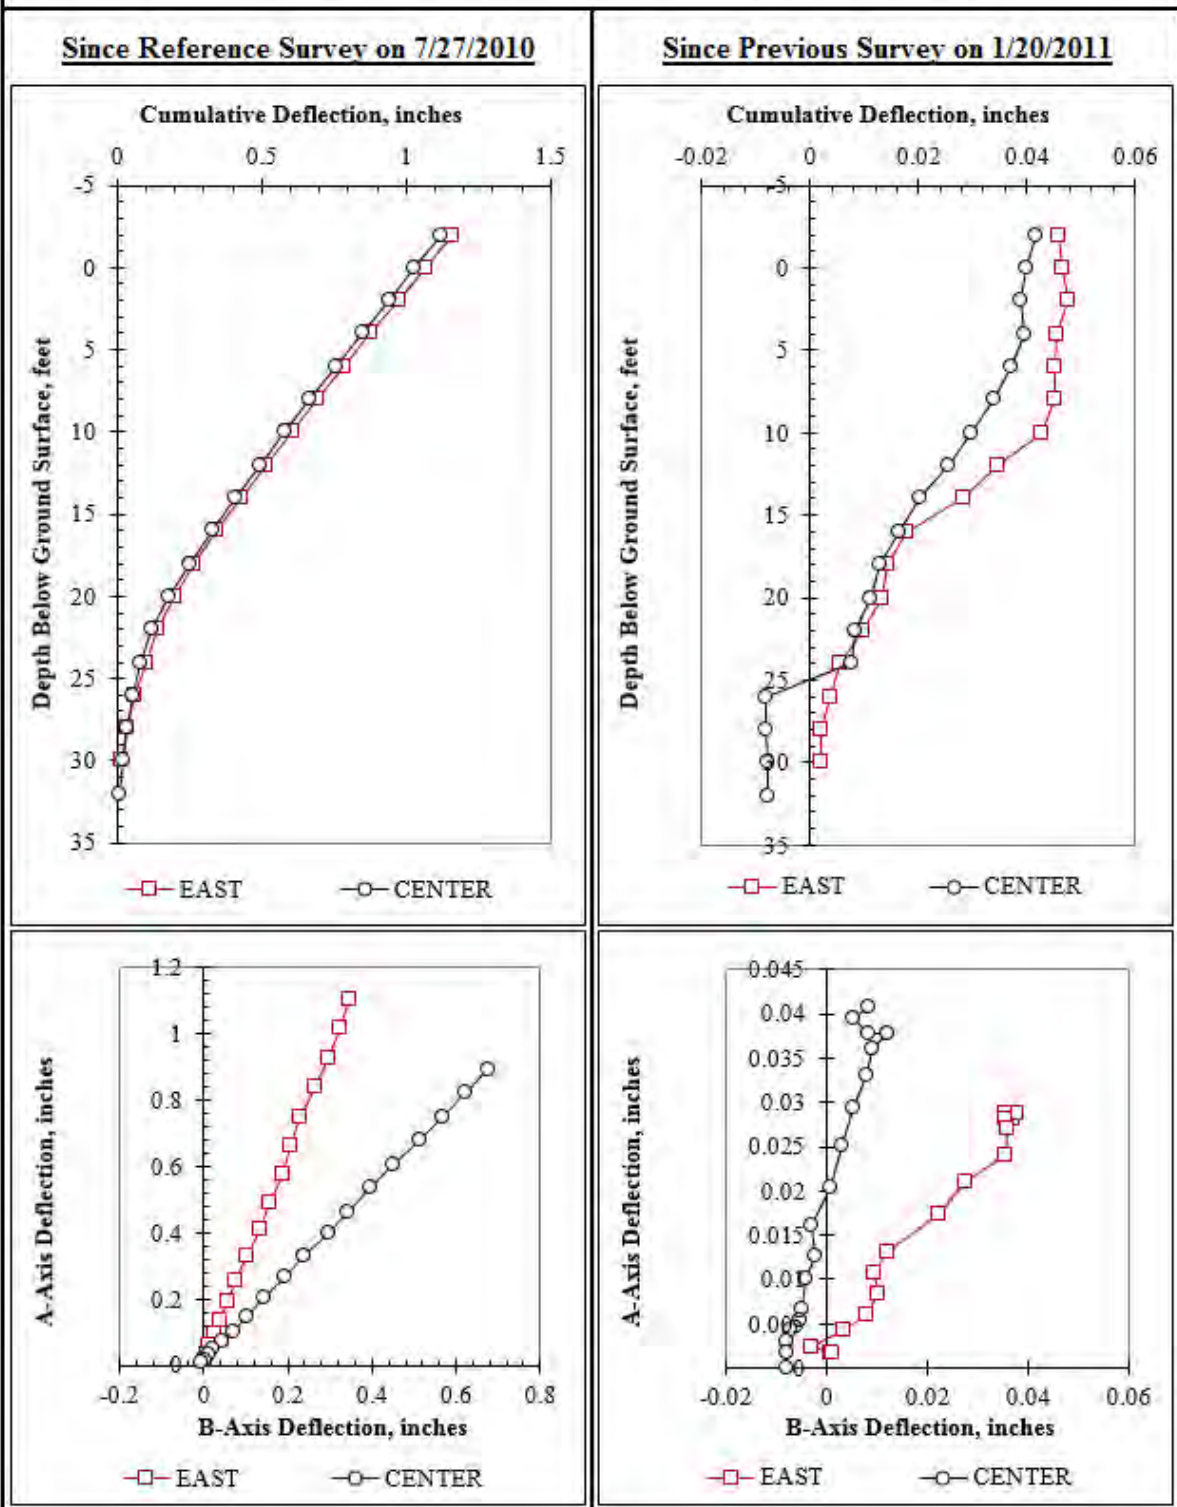 Since Reference Survey on 7/27/2010
Since Previous Survey on 1/20/2011
Cumulative Deflection, inches
0 0.5 1 1.5
-5
0
5
10
15
20
25
30
35
Depth Below Ground Surface, feet
EAST CENTER
Cumulative Deflection, inches
-0.02 0 0.02 0.04 0.06
-5
0
5
10
15
20
25
30
35
Depth Below Ground Surface, feet
EAST CENTER
1.2
1
0.8
0.6
0.4
0.2
0
A-Axis Deflection, inches
-0.2 0 0.2 0.4 0.6 0.8
B-Axis Deflection, inches
EAST CENTER
0.045
0.04
0.035
0.03
0.025
0.02
0.015
0.01
0.005
0
A-Axis Deflection, inches
-0.02 0 0.02 0.04 0.06
B-Axis Deflection, inches
EAST CENTER